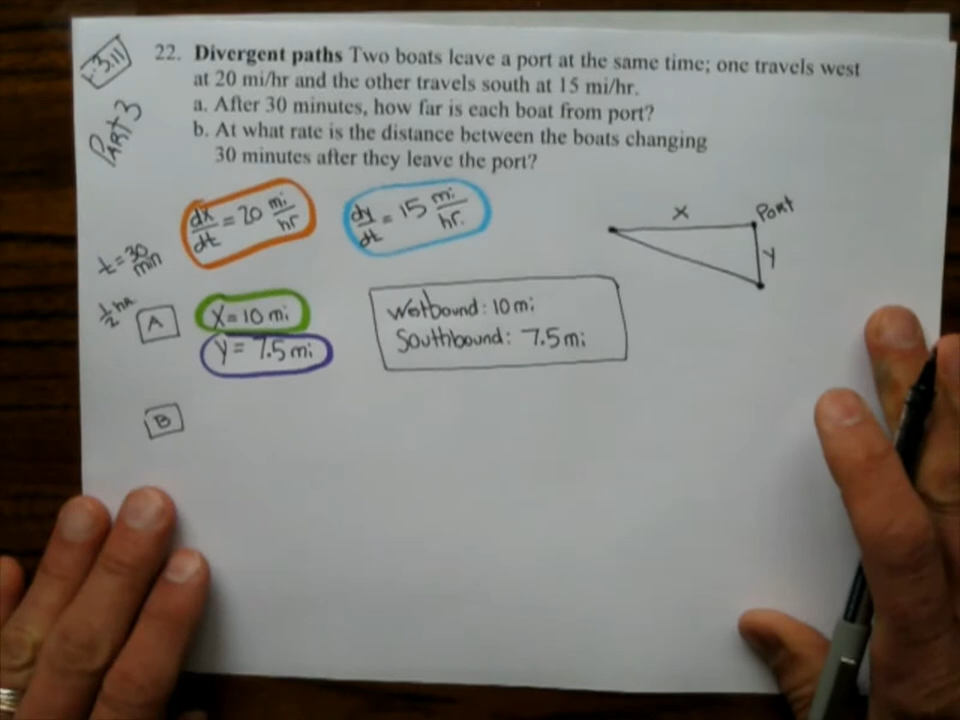 3.11
PART 3
22. Divergent paths Two boats leave a port at the same time; one travels west
at 20 mi/hr and the other travels south at 15 mi/hr.
a. After 30 minutes, how far is each boat from port?
b. At what rate is the distance between the boats changing
30 minutes after they leave the port?
dx/dt = 20 mi/hr
dy/dt = 15 mi/hr.
x
Port
y
t = 30 min
1/2 hr.
A
X = 10 mi
Y = 7.5 mi
Westbound: 10 mi
Southbound: 7.5 mi
B